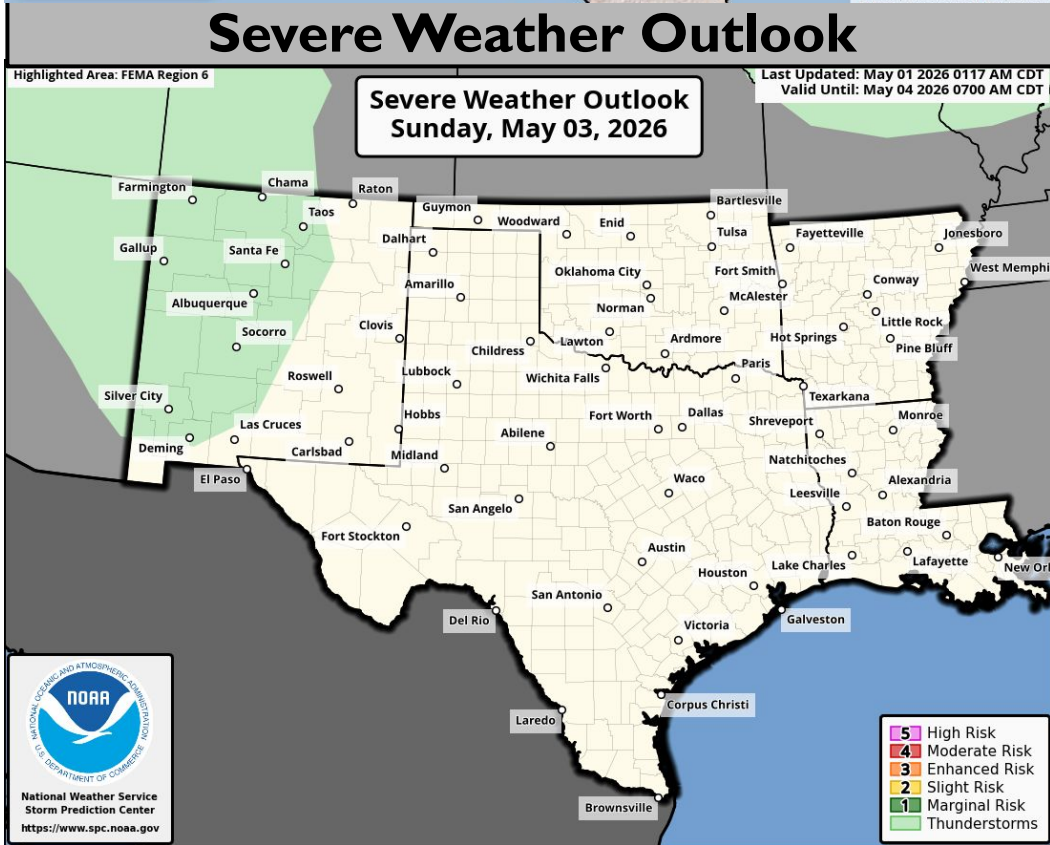 Severe Weather Outlook
Highlighted Area: FEMA Region 6
Last Updated: May 01 2026 0117 AM CDT
Valid Until: May 04 2026 0700 AM CDT
Severe Weather Outlook
Sunday, May 03, 2026
Farmington
Chama
Raton
Taos
Guymon
Woodward
Enid
Bartlesville
Tulsa
Fayetteville
Jonesboro
Gallup
Santa Fe
Dalhart
Oklahoma City
Fort Smith
Conway
West Memphi
Albuquerque
Amarillo
Norman
McAlester
Little Rock
Socorro
Clovis
Childress
Lawton
Ardmore
Hot Springs
Pine Bluff
Roswell
Lubbock
Wichita Falls
Paris
Texarkana
Silver City
Las Cruces
Hobbs
Fort Worth
Dallas
Shreveport
Monroe
Deming
Carlsbad
Midland
Abilene
Natchitoches
El Paso
San Angelo
Waco
Leesville
Alexandria
Fort Stockton
Austin
Baton Rouge
Houston
Lake Charles
Lafayette
New Orl
San Antonio
Del Rio
Victoria
Galveston
Laredo
Corpus Christi
Brownsville
NATIONAL OCEANIC AND ATMOSPHERIC ADMINISTRATION
NOAA
U.S. DEPARTMENT OF COMMERCE
National Weather Service
Storm Prediction Center
https://www.spc.noaa.gov
5 High Risk
4 Moderate Risk
3 Enhanced Risk
2 Slight Risk
1 Marginal Risk
Thunderstorms